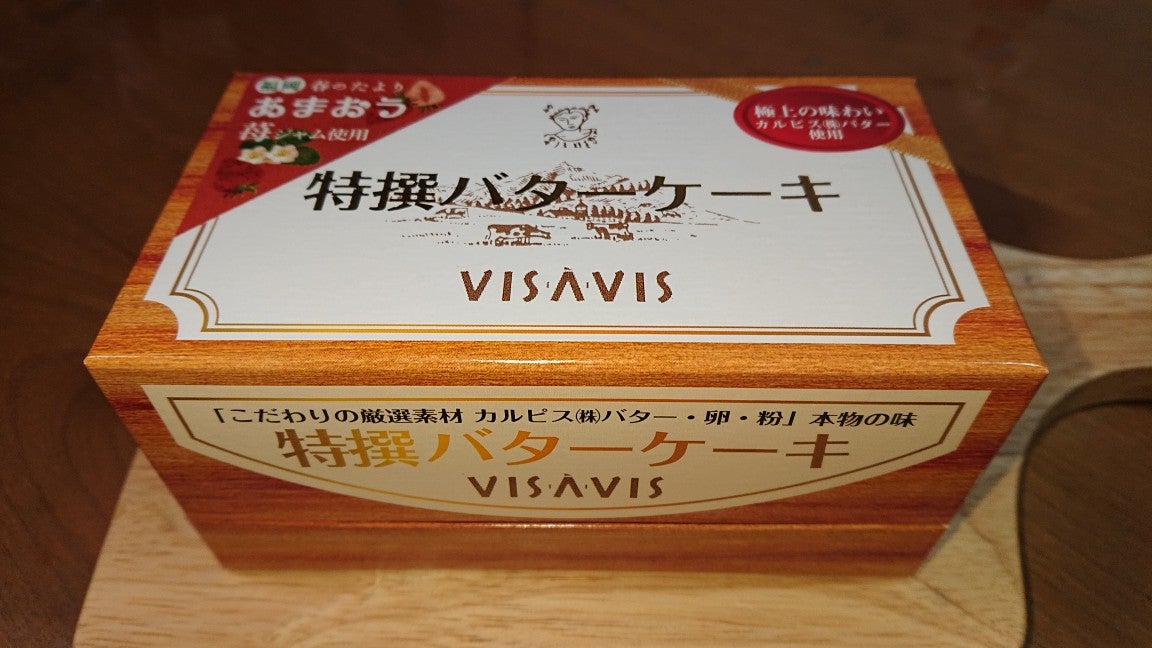 福岡 春のたより
あまおう
苺ジャム使用
極上の味わい
カルピス㈱バター
使用
特撰バターケーキ
VIS·À·VIS
「こだわりの厳選素材 カルピス㈱バター・卵・粉」本物の味
特撰バターケーキ
VIS·À·VIS